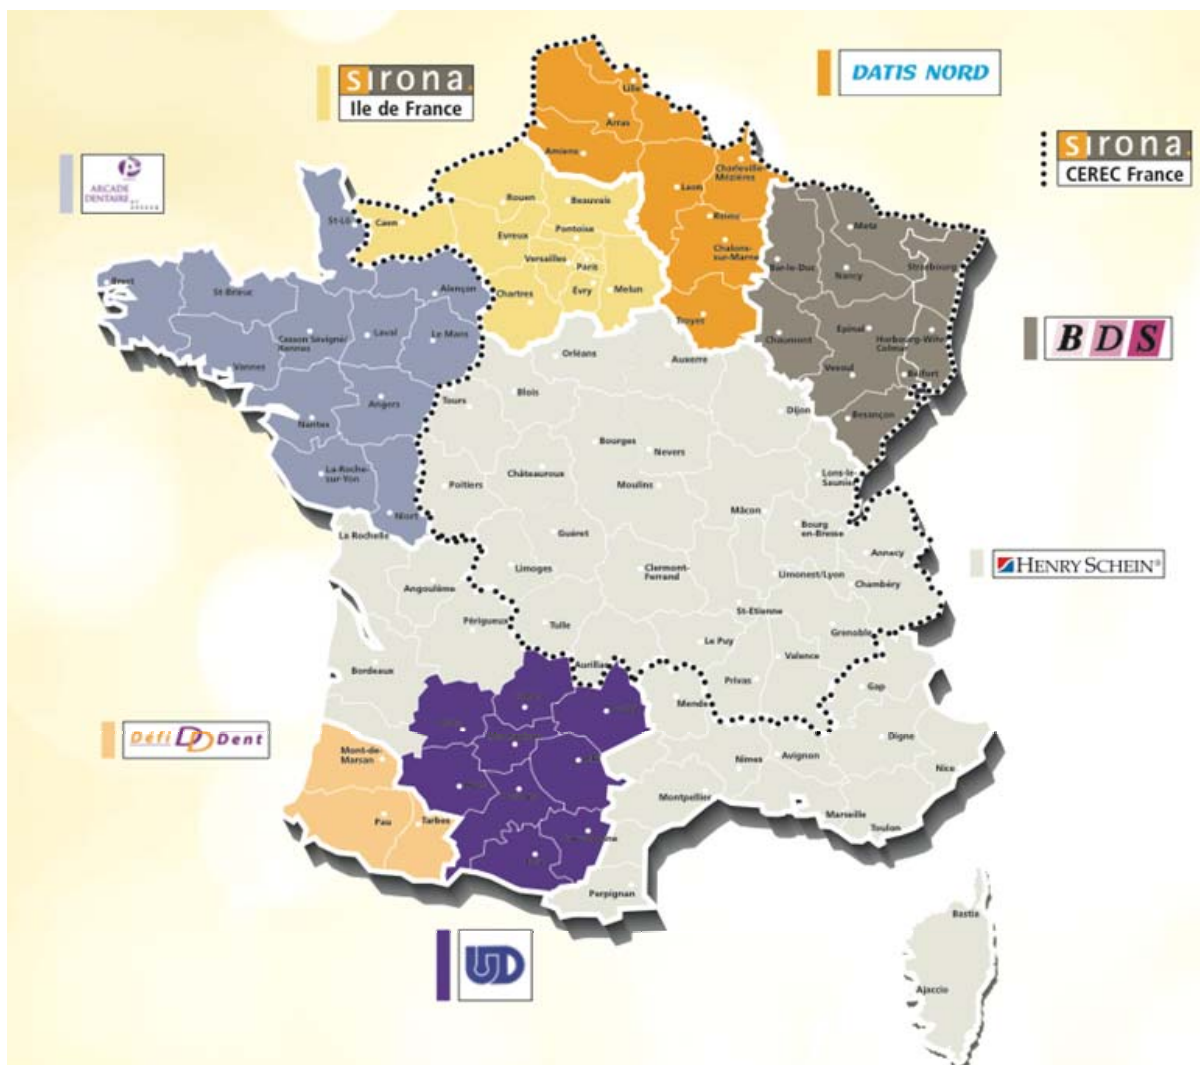 sirona.
Ile de France
DATIS NORD
sirona.
CEREC France
ARCADE
DENTAIRE
BDS
HENRY SCHEIN®
Défi DD Dent
UD
Lille
Arras
Amiens
Charleville-
Mézières
Laon
Reims
Chalons-
sur-Marne
Troyes
Rouen
Beauvais
Caen
Evreux
Pontoise
Versailles
Paris
Chartres
Évry
Melun
St-Lô
Brest
St-Brieuc
Alençon
Cesson Sévigné/
Rennes
Laval
Le Mans
Vannes
Angers
Nantes
La-Roche-
sur-Yon
Niort
Metz
Bar-le-Duc
Nancy
Strasbourg
Chaumont
Epinal
Horbourg-Wihr
Colmar
Vesoul
Belfort
Besançon
Orléans
Auxerre
Blois
Tours
Dijon
Bourges
Nevers
Châteauroux
Poitiers
Moulins
Lons-le-
Saunier
Mâcon
La Rochelle
Guéret
Bourg
en-Bresse
Annecy
Limoges
Clermont-
Ferrand
Limonest/Lyon
Chambéry
Angoulême
St-Etienne
Périgueux
Tulle
Le Puy
Grenoble
Valence
Aurillac
Bordeaux
Privas
Gap
Mende
Digne
Mont-de-
Marsan
Nimes
Avignon
Nice
Montpellier
Marseille
Toulon
Pau
Tarbes
Perpignan
Bastia
Ajaccio